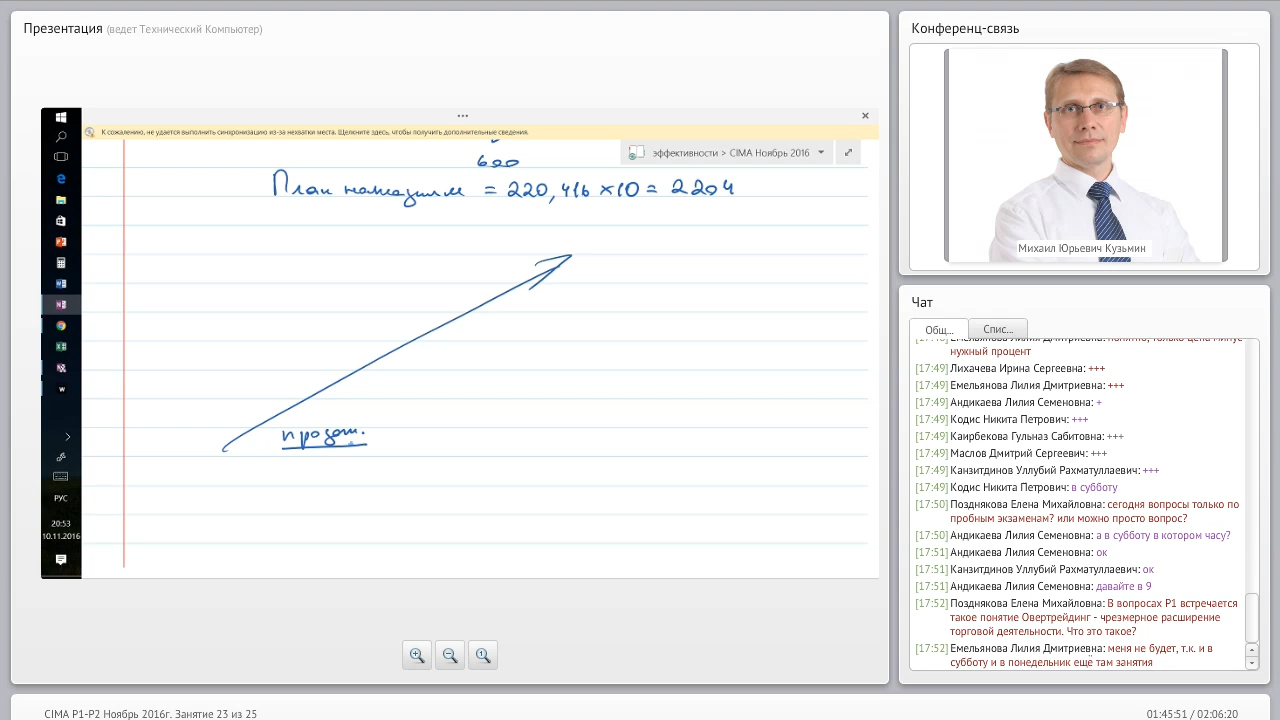 Презентация (ведет Технический Компьютер)
К сожалению, не удается выполнить синхронизацию из-за нехватки места. Щелкните здесь, чтобы получить дополнительные сведения.
эффективности > CIMA Ноябрь 2016
600
План = 220,416 × 10 = 2204
РУС
20:53
10.11.2016
Конференц-связь
Михаил Юрьевич Кузьмин
Чат
Общ...
Спис...
нужный процент
[17:49] Лихачева Ирина Сергеевна: +++
[17:49] Емельянова Лилия Дмитриевна: +++
[17:49] Андикаева Лилия Семеновна: +
[17:49] Кодис Никита Петрович: +++
[17:49] Каирбекова Гульназ Сабитовна: +++
[17:49] Маслов Дмитрий Сергеевич: +++
[17:49] Канзитдинов Уллубий Рахматуллаевич: +++
[17:49] Кодис Никита Петрович: в субботу
[17:50] Позднякова Елена Михайловна: сегодня вопросы только по
пробным экзаменам? или можно просто вопрос?
[17:50] Андикаева Лилия Семеновна: а в субботу в котором часу?
[17:51] Андикаева Лилия Семеновна: ок
[17:51] Канзитдинов Уллубий Рахматуллаевич: ок
[17:51] Андикаева Лилия Семеновна: давайте в 9
[17:52] Позднякова Елена Михайловна: В вопросах P1 встречается
такое понятие Овертрейдинг - чрезмерное расширение
торговой деятельности. Что это такое?
[17:52] Емельянова Лилия Дмитриевна: меня не будет, т.к. и в
субботу и в понедельник ещё там занятия
CIMA P1-P2 Ноябрь 2016г. Занятие 23 из 25
01:45:51 / 02:06:20